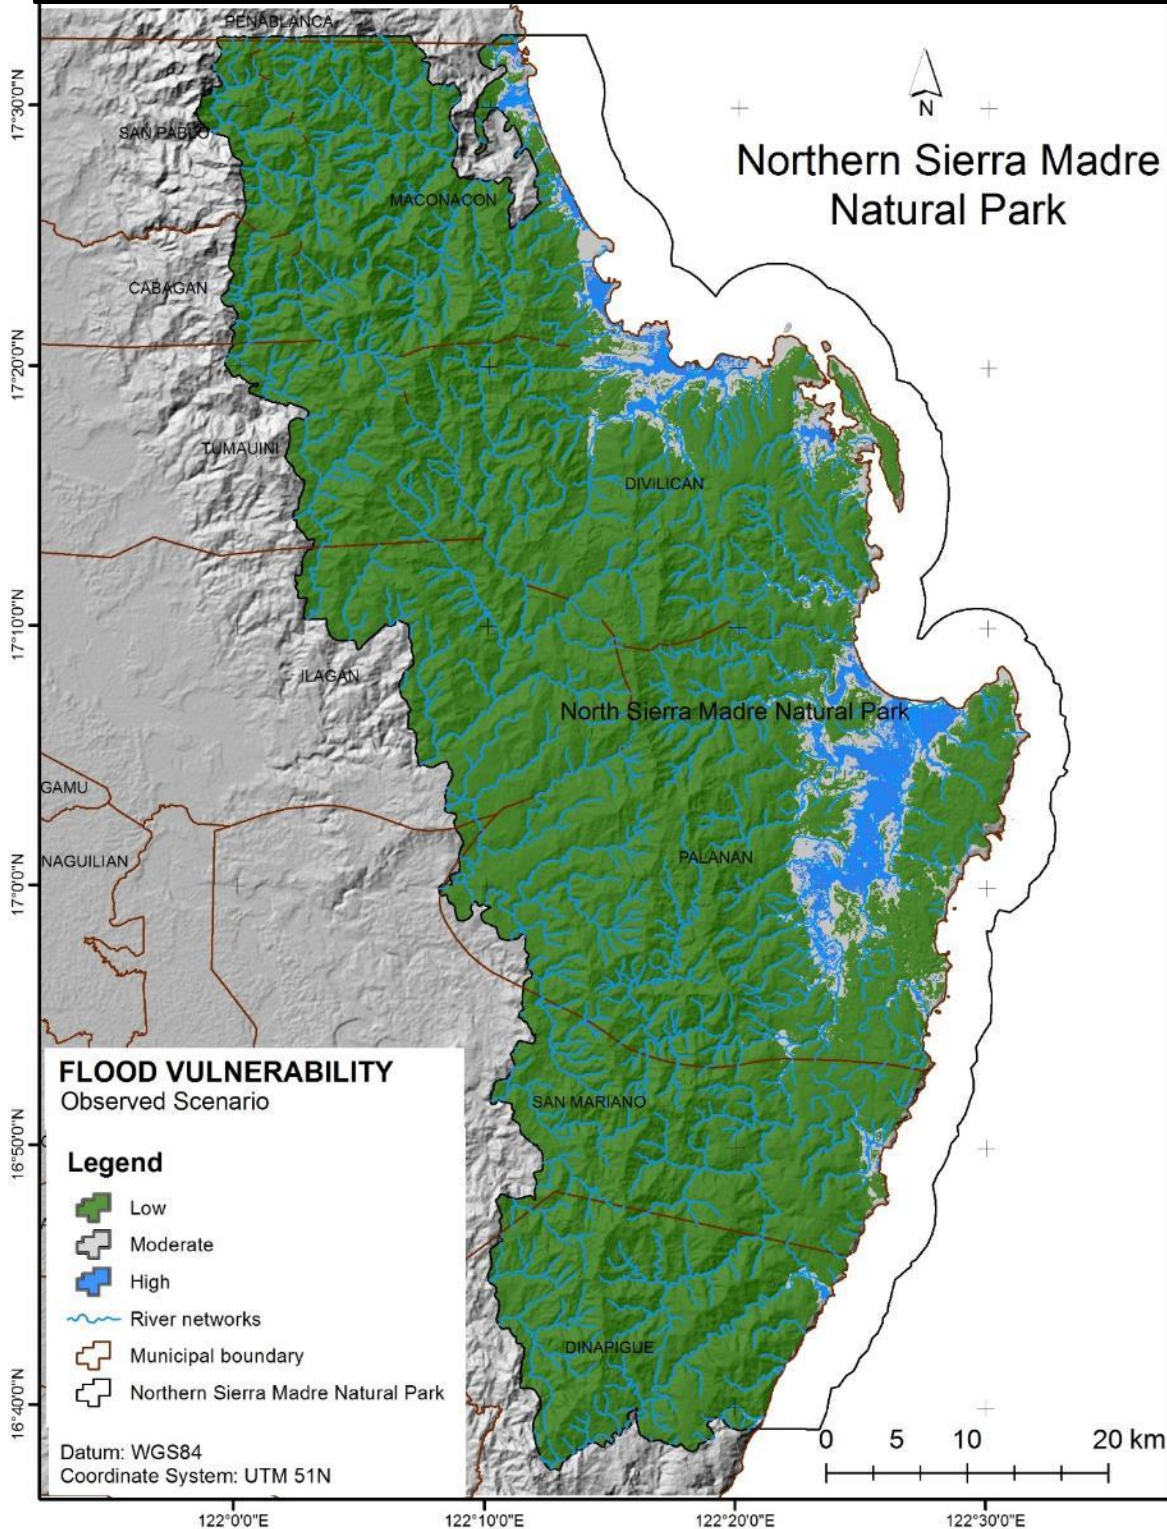 PENABLANCA
N
Northern Sierra Madre
Natural Park
SAN PABLO
MACONACON
CABAGAN
TUMAUINI
DIVILICAN
ILAGAN
North Sierra Madre Natural Park
GAMU
NAGUILIAN
PALANAN
SAN MARIANO
DINAPIGUE
17°30'0"N
17°20'0"N
17°10'0"N
17°0'0"N
16°50'0"N
16°40'0"N
FLOOD VULNERABILITY
Observed Scenario
Legend
Low
Moderate
High
River networks
Municipal boundary
Northern Sierra Madre Natural Park
Datum: WGS84
Coordinate System: UTM 51N
0 5 10 20 km
122°0'0"E 122°10'0"E 122°20'0"E 122°30'0"E